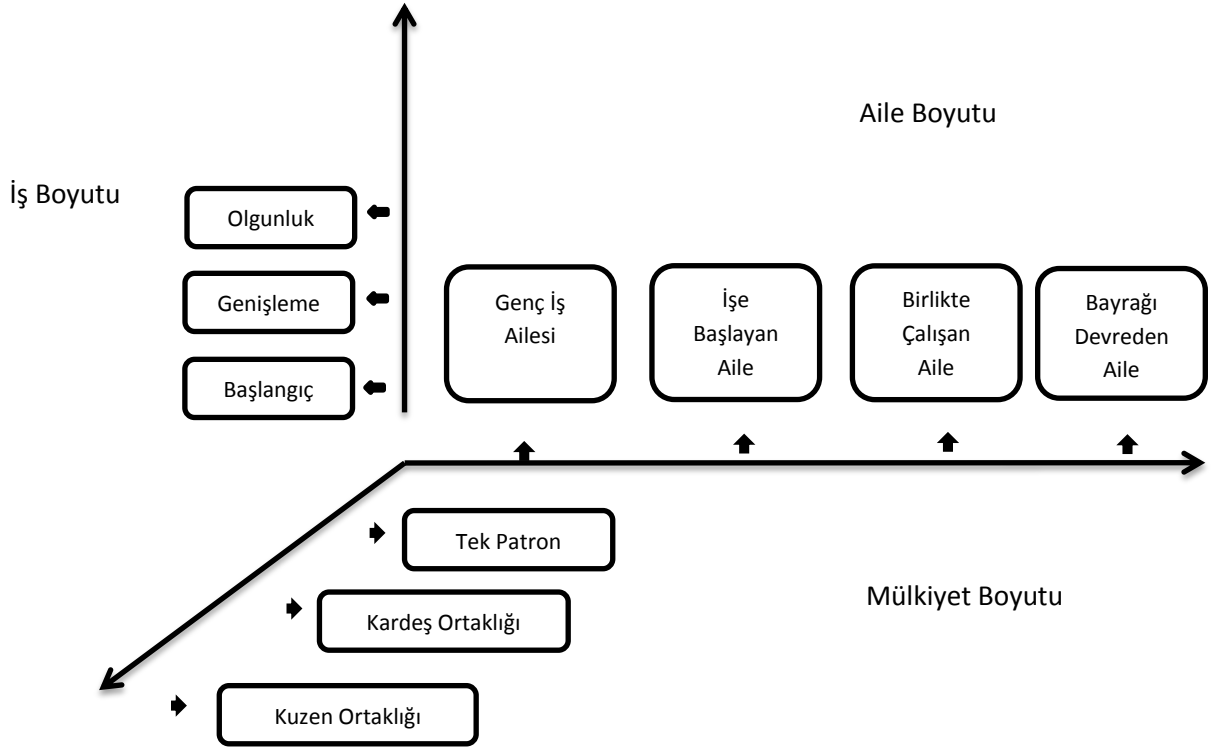 Aile Boyutu
İş Boyutu
Olgunluk
Genişleme
Başlangıç
Genç İş
Ailesi
İşe
Başlayan
Aile
Birlikte
Çalışan
Aile
Bayrağı
Devreden
Aile
Tek Patron
Kardeş Ortaklığı
Kuzen Ortaklığı
Mülkiyet Boyutu